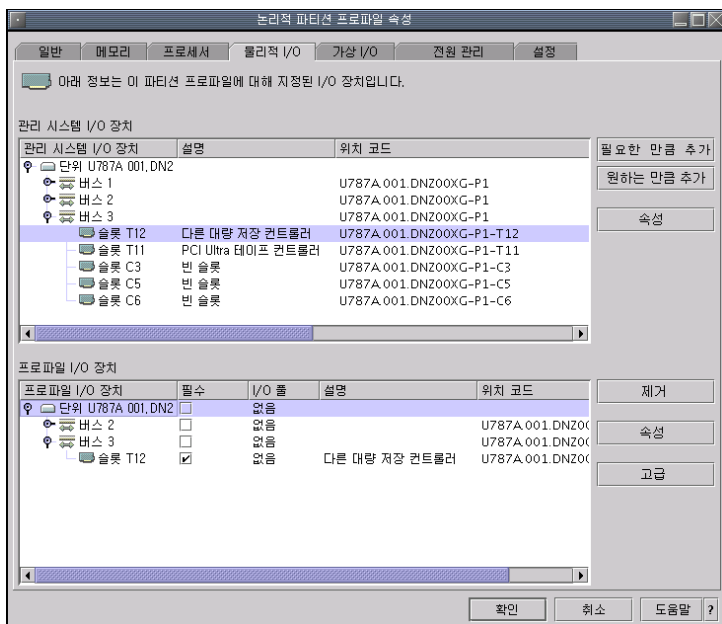 논리적 파티션 프로파일 속성
일반 메모리 프로세서 물리적 I/O 가상 I/O 전원 관리 설정
아래 정보는 이 파티션 프로파일에 대해 지정된 I/O 장치입니다.
관리 시스템 I/O 장치
관리 시스템 I/O 장치 설명 위치 코드
단위 U787A 001.DN2
버스 1 U787A.001.DNZ00XG-P1
버스 2 U787A.001.DNZ00XG-P1
버스 3 U787A.001.DNZ00XG-P1
슬롯 T12 다른 대량 저장 컨트롤러 U787A.001.DNZ00XG-P1-T12
슬롯 T11 PCI Ultra 테이프 컨트롤러 U787A.001.DNZ00XG-P1-T11
슬롯 C3 빈 슬롯 U787A.001.DNZ00XG-P1-C3
슬롯 C5 빈 슬롯 U787A.001.DNZ00XG-P1-C5
슬롯 C6 빈 슬롯 U787A.001.DNZ00XG-P1-C6
필요한 만큼 추가
원하는 만큼 추가
속성
프로파일 I/O 장치
프로파일 I/O 장치 필수 I/O 풀 설명 위치 코드
단위 U787A 001.DN2 없음
버스 2 없음 U787A.001.DNZ0(
버스 3 없음 U787A.001.DNZ0(
슬롯 T12 없음 다른 대량 저장 컨트롤러 U787A.001.DNZ0(
제거
속성
고급
확인 취소 도움말 ?